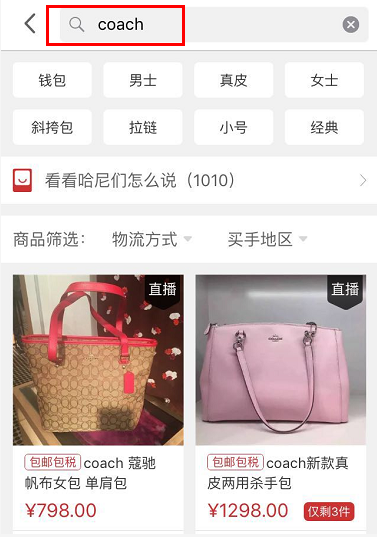 coach
钱包 男士 真皮 女士
斜挎包 拉链 小号 经典
看看哈尼们怎么说（1010）
商品筛选： 物流方式 买手地区
直播 直播
包邮包税 coach 蔻驰
帆布女包 单肩包
¥798.00
包邮包税 coach新款真
皮两用杀手包
¥1298.00 仅剩3件